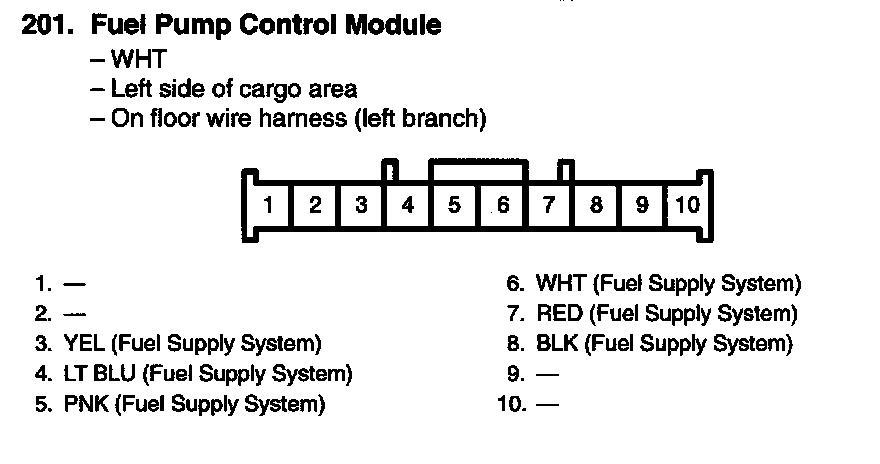 201. Fuel Pump Control Module
– WHT
– Left side of cargo area
– On floor wire harness (left branch)
1 2 3 4 5 6 7 8 9 10
1. —
2. —
3. YEL (Fuel Supply System)
4. LT BLU (Fuel Supply System)
5. PNK (Fuel Supply System)
6. WHT (Fuel Supply System)
7. RED (Fuel Supply System)
8. BLK (Fuel Supply System)
9. —
10. —